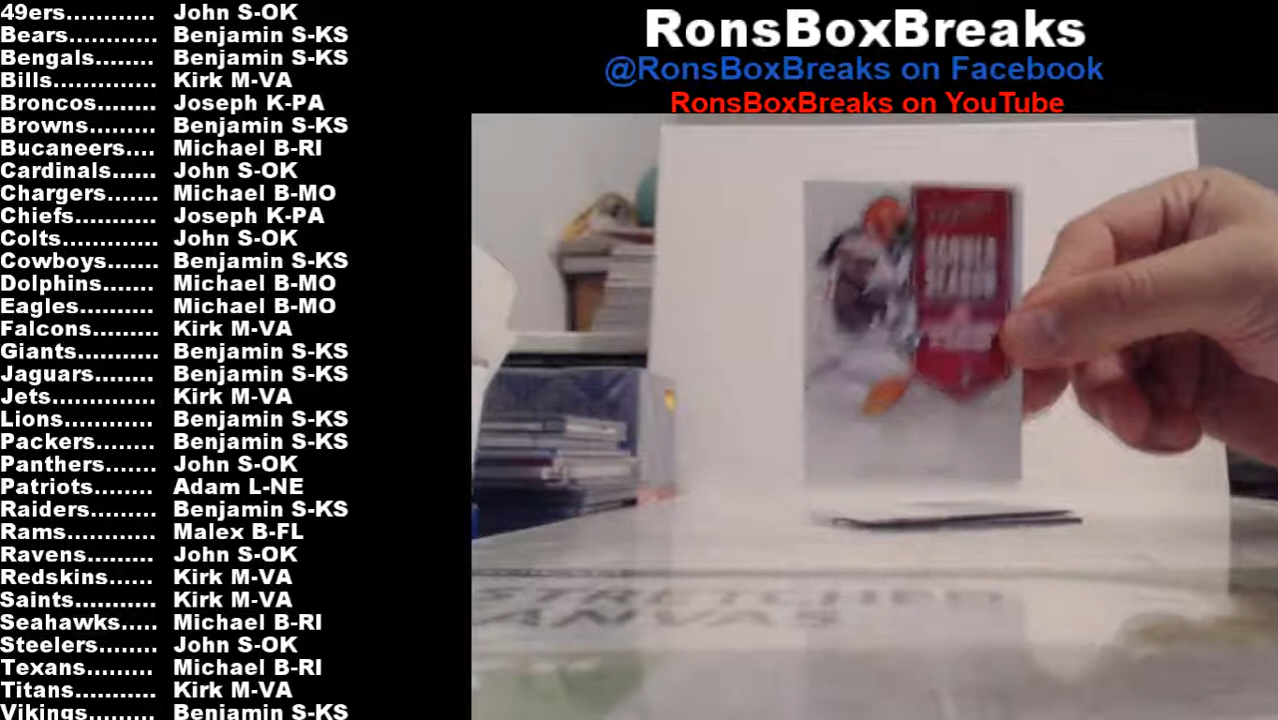 49ers............ John S-OK
Bears............ Benjamin S-KS
Bengals........ Benjamin S-KS
Bills............. Kirk M-VA
Broncos........ Joseph K-PA
Browns......... Benjamin S-KS
Bucaneers.... Michael B-RI
Cardinals...... John S-OK
Chargers....... Michael B-MO
Chiefs........... Joseph K-PA
Colts............. John S-OK
Cowboys....... Benjamin S-KS
Dolphins....... Michael B-MO
Eagles........... Michael B-MO
Falcons......... Kirk M-VA
Giants........... Benjamin S-KS
Jaguars........ Benjamin S-KS
Jets.............. Kirk M-VA
Lions............ Benjamin S-KS
Packers........ Benjamin S-KS
Panthers....... John S-OK
Patriots........ Adam L-NE
Raiders......... Benjamin S-KS
Rams............ Malex B-FL
Ravens.......... John S-OK
Redskins...... Kirk M-VA
Saints........... Kirk M-VA
Seahawks..... Michael B-RI
Steelers........ John S-OK
Texans......... Michael B-RI
Titans........... Kirk M-VA
Vikings......... Benjamin S-KS
RonsBoxBreaks
@RonsBoxBreaks on Facebook
RonsBoxBreaks on YouTube
STRETCHED
CANVAS